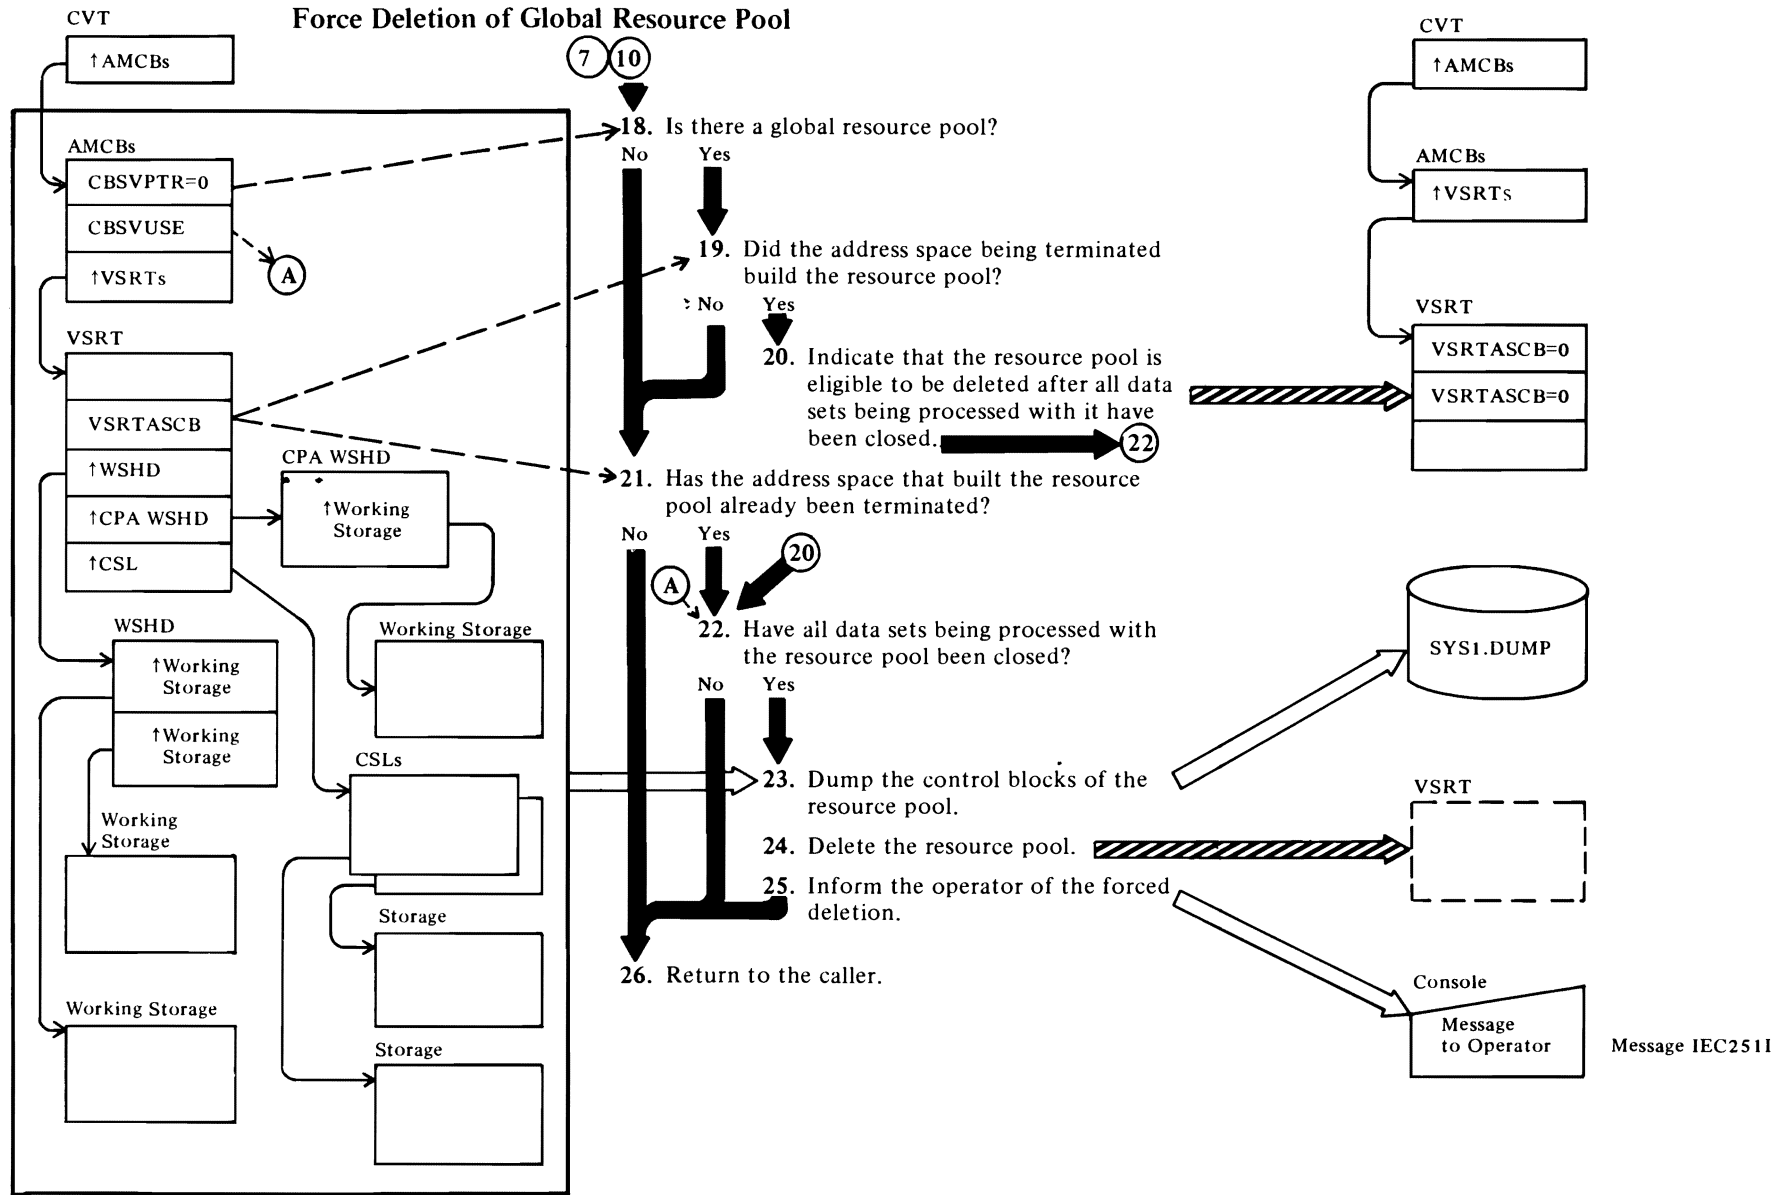 Force Deletion of Global Resource Pool
CVT
↑AMCBs
AMCBs
CBSVPTR=0
CBSVUSE
↑VSRTs
A
VSRT
VSRTASCB
↑WSHD
↑CPA WSHD
↑CSL
CPA WSHD
↑Working
Storage
WSHD
↑Working
Storage
↑Working
Storage
Working Storage
CSLs
Working
Storage
Storage
Working Storage
Storage
7
10
18. Is there a global resource pool?
No Yes
19. Did the address space being terminated
build the resource pool?
No Yes
20. Indicate that the resource pool is
eligible to be deleted after all data
sets being processed with it have
been closed.
22
21. Has the address space that built the resource
pool already been terminated?
No Yes
20
A
22. Have all data sets being processed with
the resource pool been closed?
No Yes
23. Dump the control blocks of the
resource pool.
24. Delete the resource pool.
25. Inform the operator of the forced
deletion.
26. Return to the caller.
CVT
↑AMCBs
AMCBs
↑VSRTs
VSRT
VSRTASCB=0
VSRTASCB=0
SYS1.DUMP
VSRT
Console
Message
to Operator
Message IEC251I